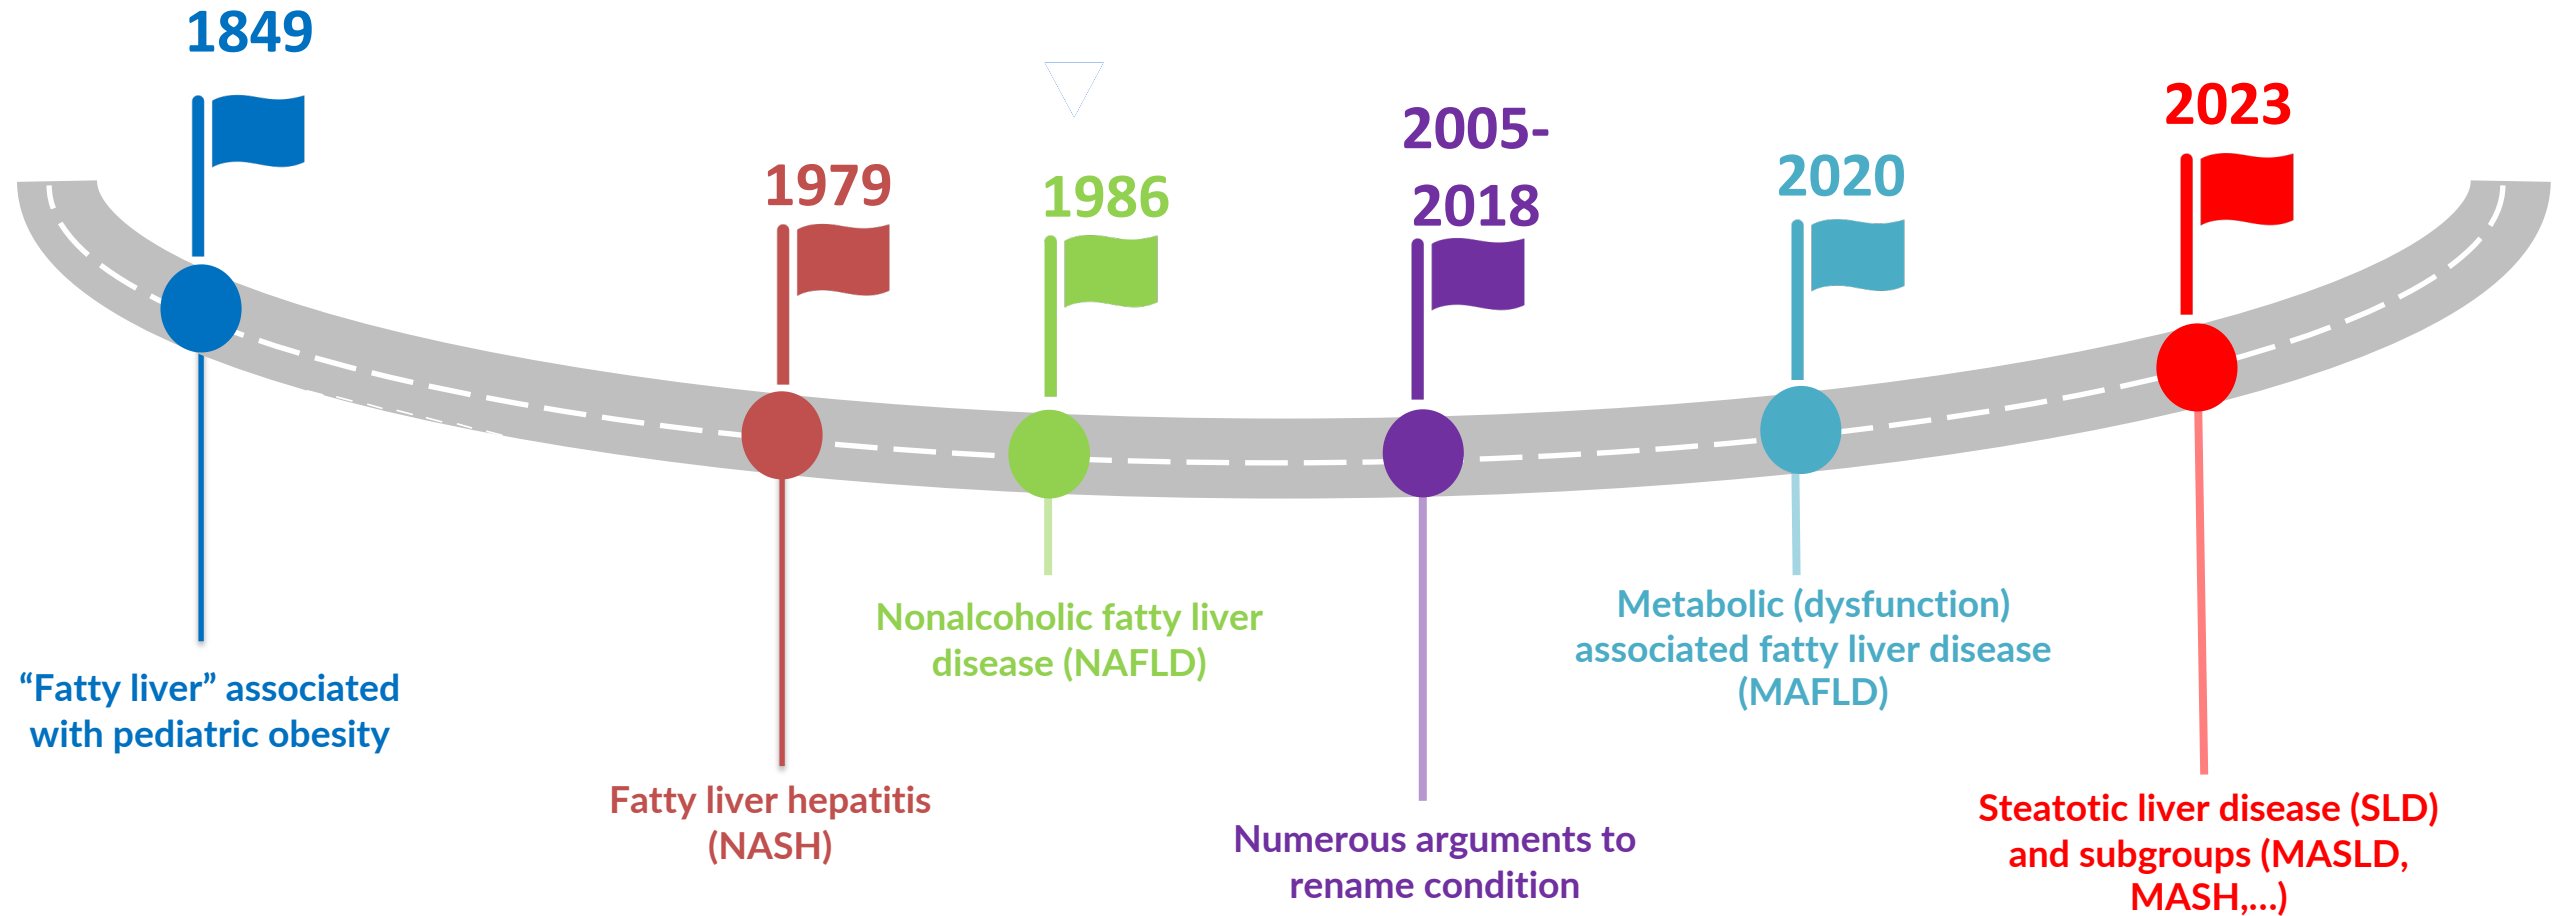 1849
“Fatty liver” associated
with pediatric obesity
1979
Fatty liver hepatitis
(NASH)
1986
Nonalcoholic fatty liver
disease (NAFLD)
2005-
2018
Numerous arguments to
rename condition
2020
Metabolic (dysfunction)
associated fatty liver disease
(MAFLD)
2023
Steatotic liver disease (SLD)
and subgroups (MASLD,
MASH,...)